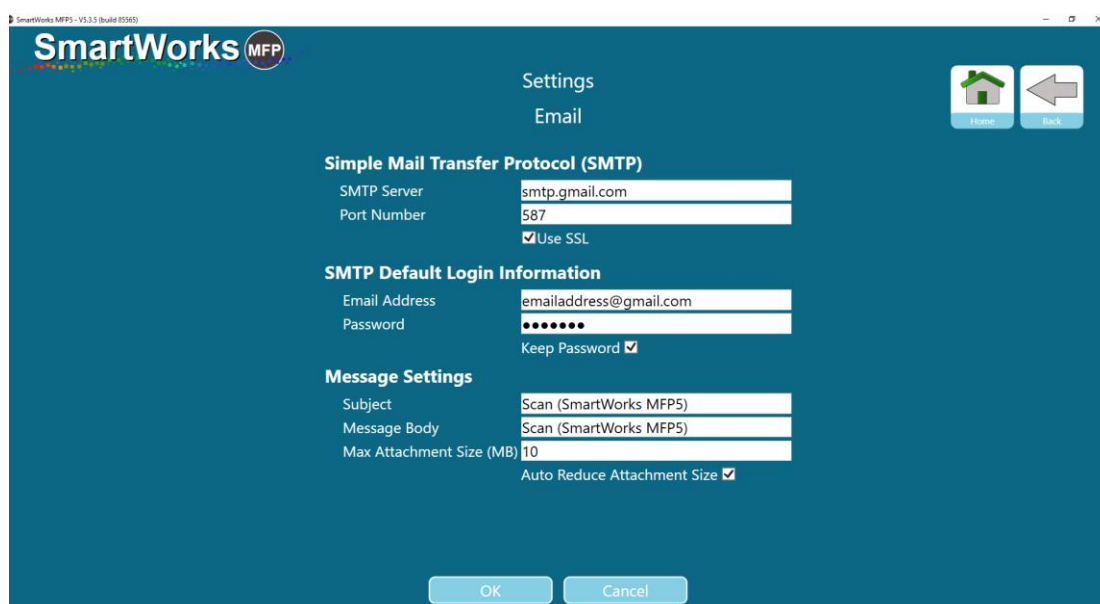 SmartWorks MFP5 - V5.3.5 (build 85565)
SmartWorks MFP
Settings
Email
Home
Back
Simple Mail Transfer Protocol (SMTP)
SMTP Server smtp.gmail.com
Port Number 587
Use SSL
SMTP Default Login Information
Email Address emailaddress@gmail.com
Password
Keep Password
Message Settings
Subject Scan (SmartWorks MFP5)
Message Body Scan (SmartWorks MFP5)
Max Attachment Size (MB) 10
Auto Reduce Attachment Size
OK Cancel